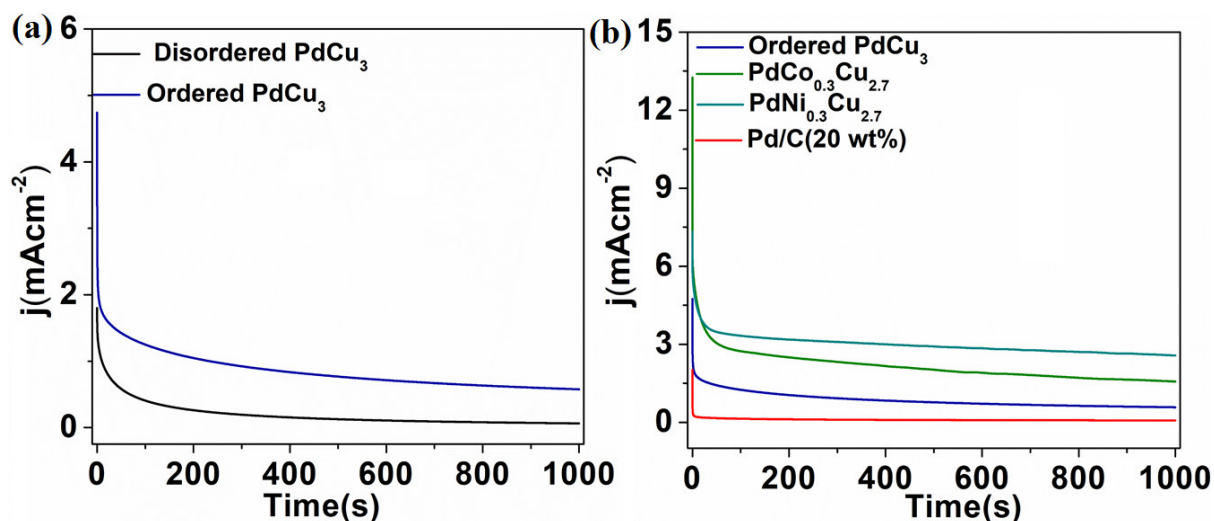 (a)
6
4
2
0
j(mAcm⁻²)
Disordered PdCu₃
Ordered PdCu₃
0 200 400 600 800 1000
Time(s)
(b)
15
12
9
6
3
0
j(mAcm⁻²)
Ordered PdCu₃
PdCo₀.₃Cu₂.₇
PdNi₀.₃Cu₂.₇
Pd/C(20 wt%)
0 200 400 600 800 1000
Time(s)